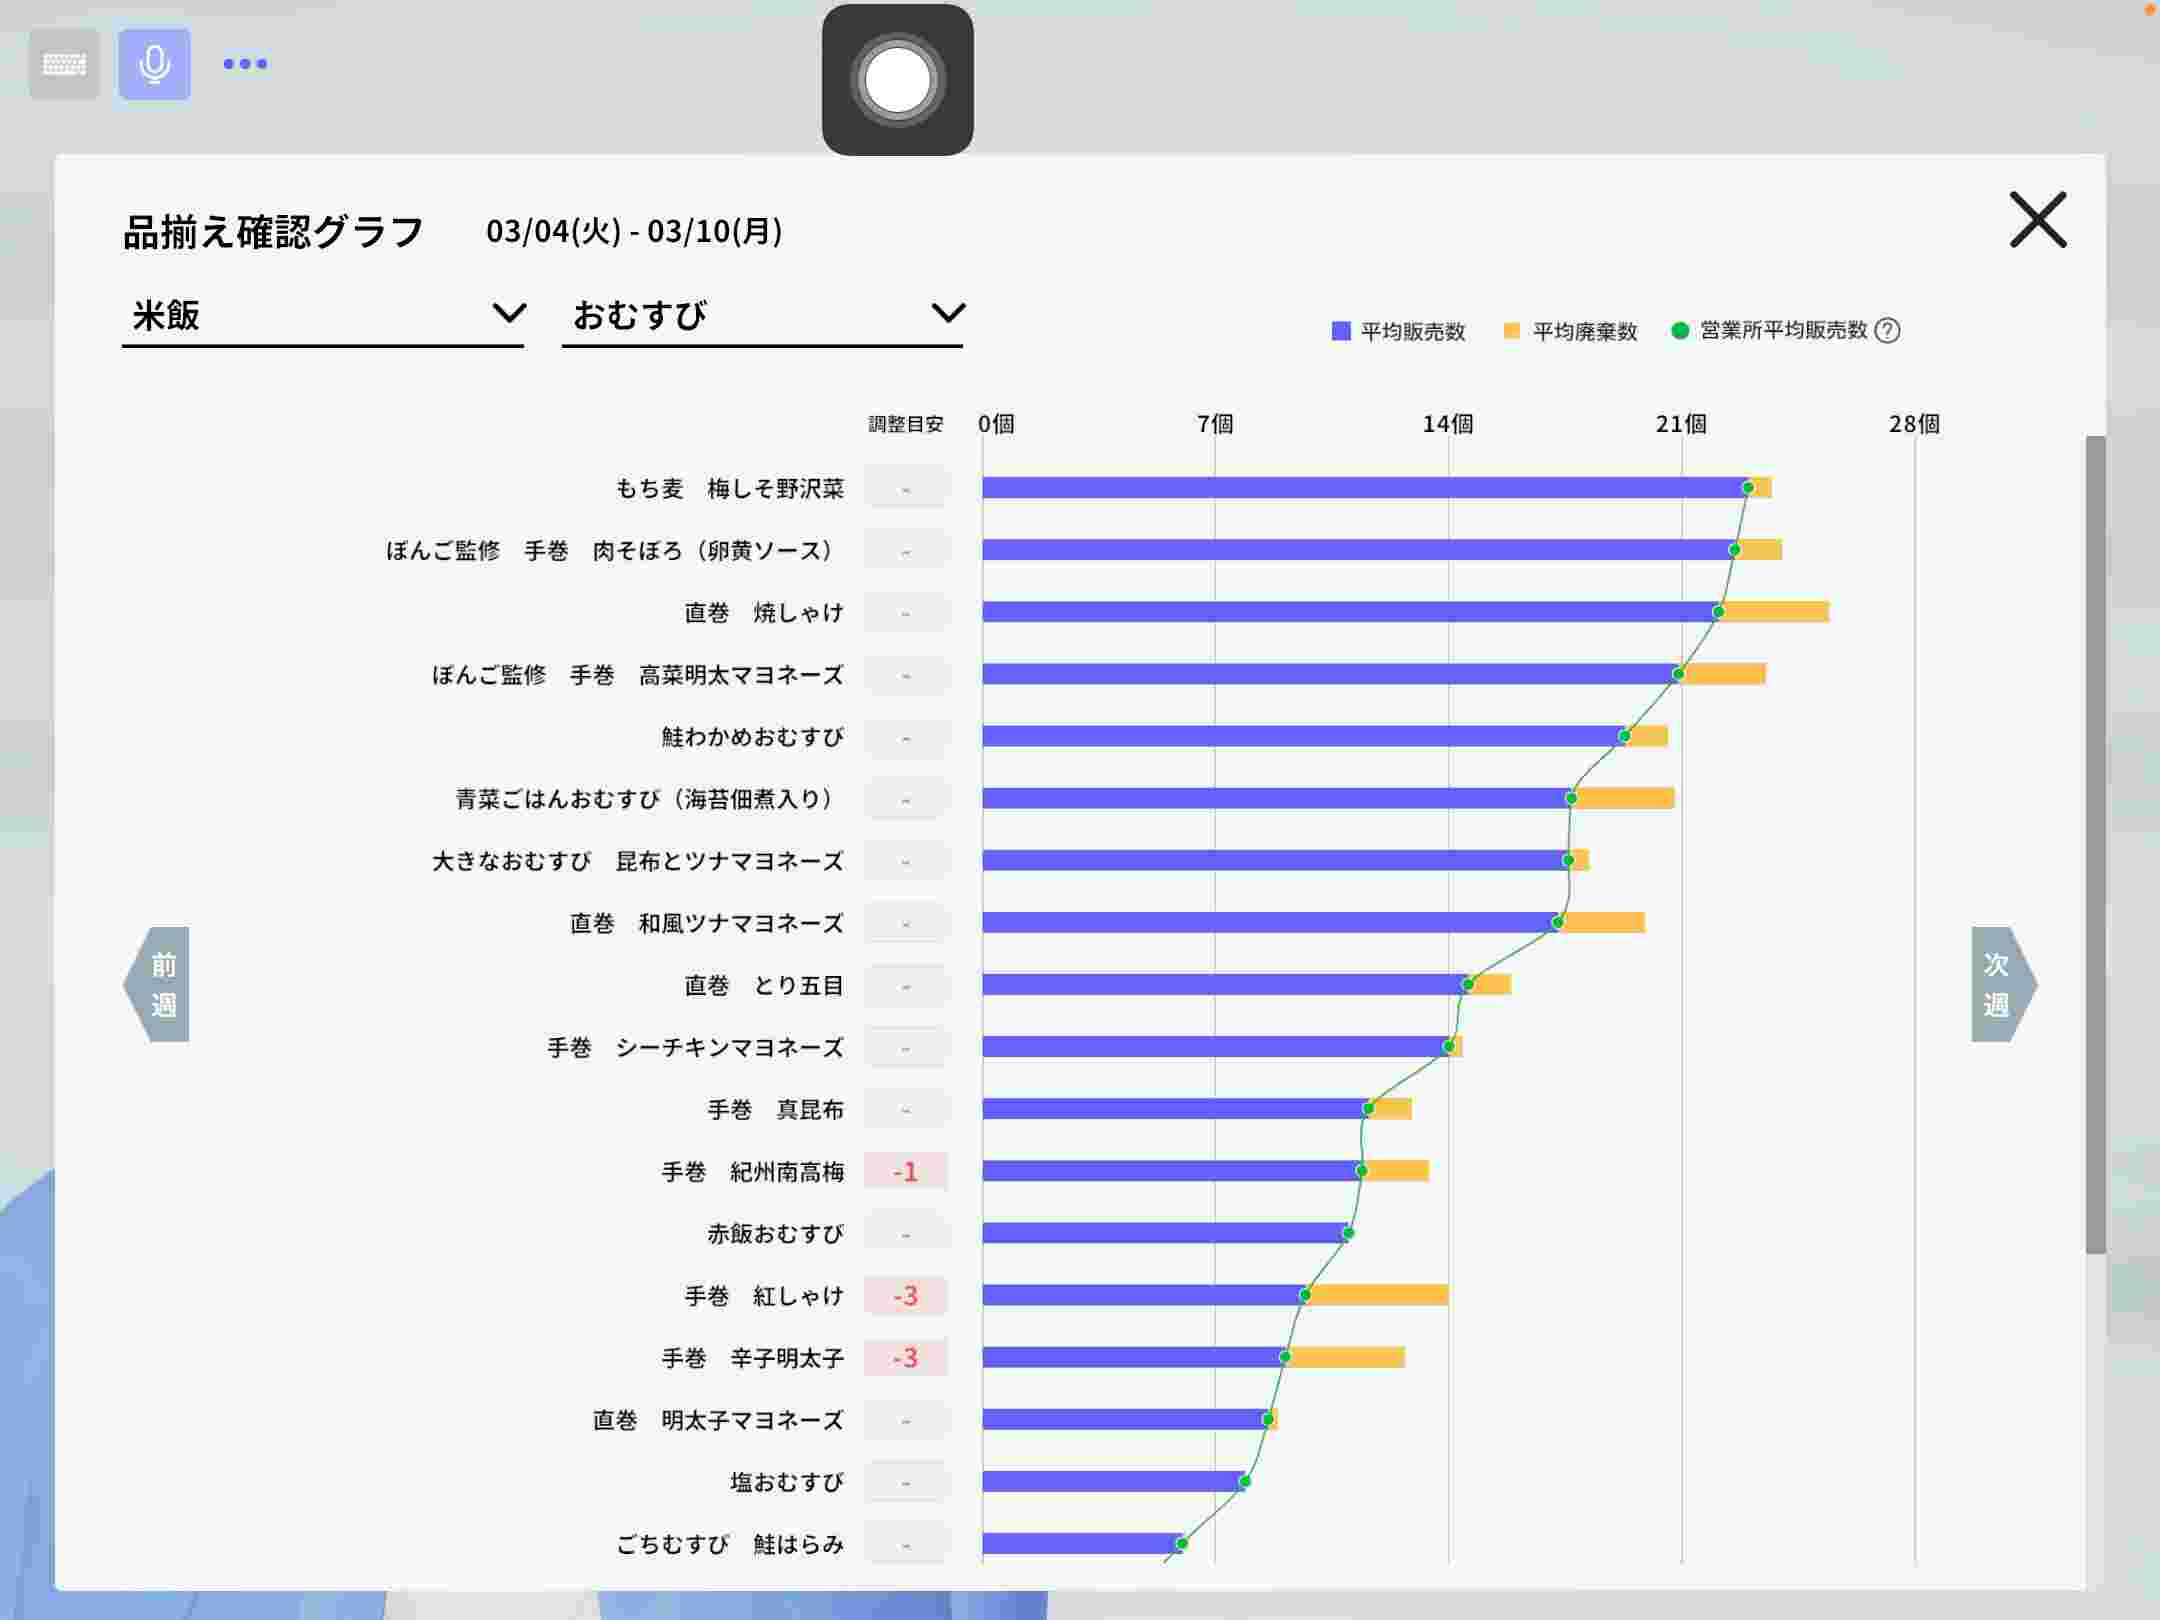 品揃え確認グラフ 03/04(火) - 03/10(月)
米飯 おむすび
平均販売数 平均廃棄数 営業所平均販売数 ?
調整目安 0個 7個 14個 21個 28個
もち麦　梅しそ野沢菜 -
ぼんご監修　手巻　肉そぼろ（卵黄ソース） -
直巻　焼しゃけ -
ぼんご監修　手巻　高菜明太マヨネーズ -
鮭わかめおむすび -
青菜ごはんおむすび（海苔佃煮入り） -
大きなおむすび　昆布とツナマヨネーズ -
直巻　和風ツナマヨネーズ -
直巻　とり五目 -
手巻　シーチキンマヨネーズ -
手巻　真昆布 -
手巻　紀州南高梅 -1
赤飯おむすび -
手巻　紅しゃけ -3
手巻　辛子明太子 -3
直巻　明太子マヨネーズ -
塩おむすび -
ごちむすび　鮭はらみ -
前週
次週